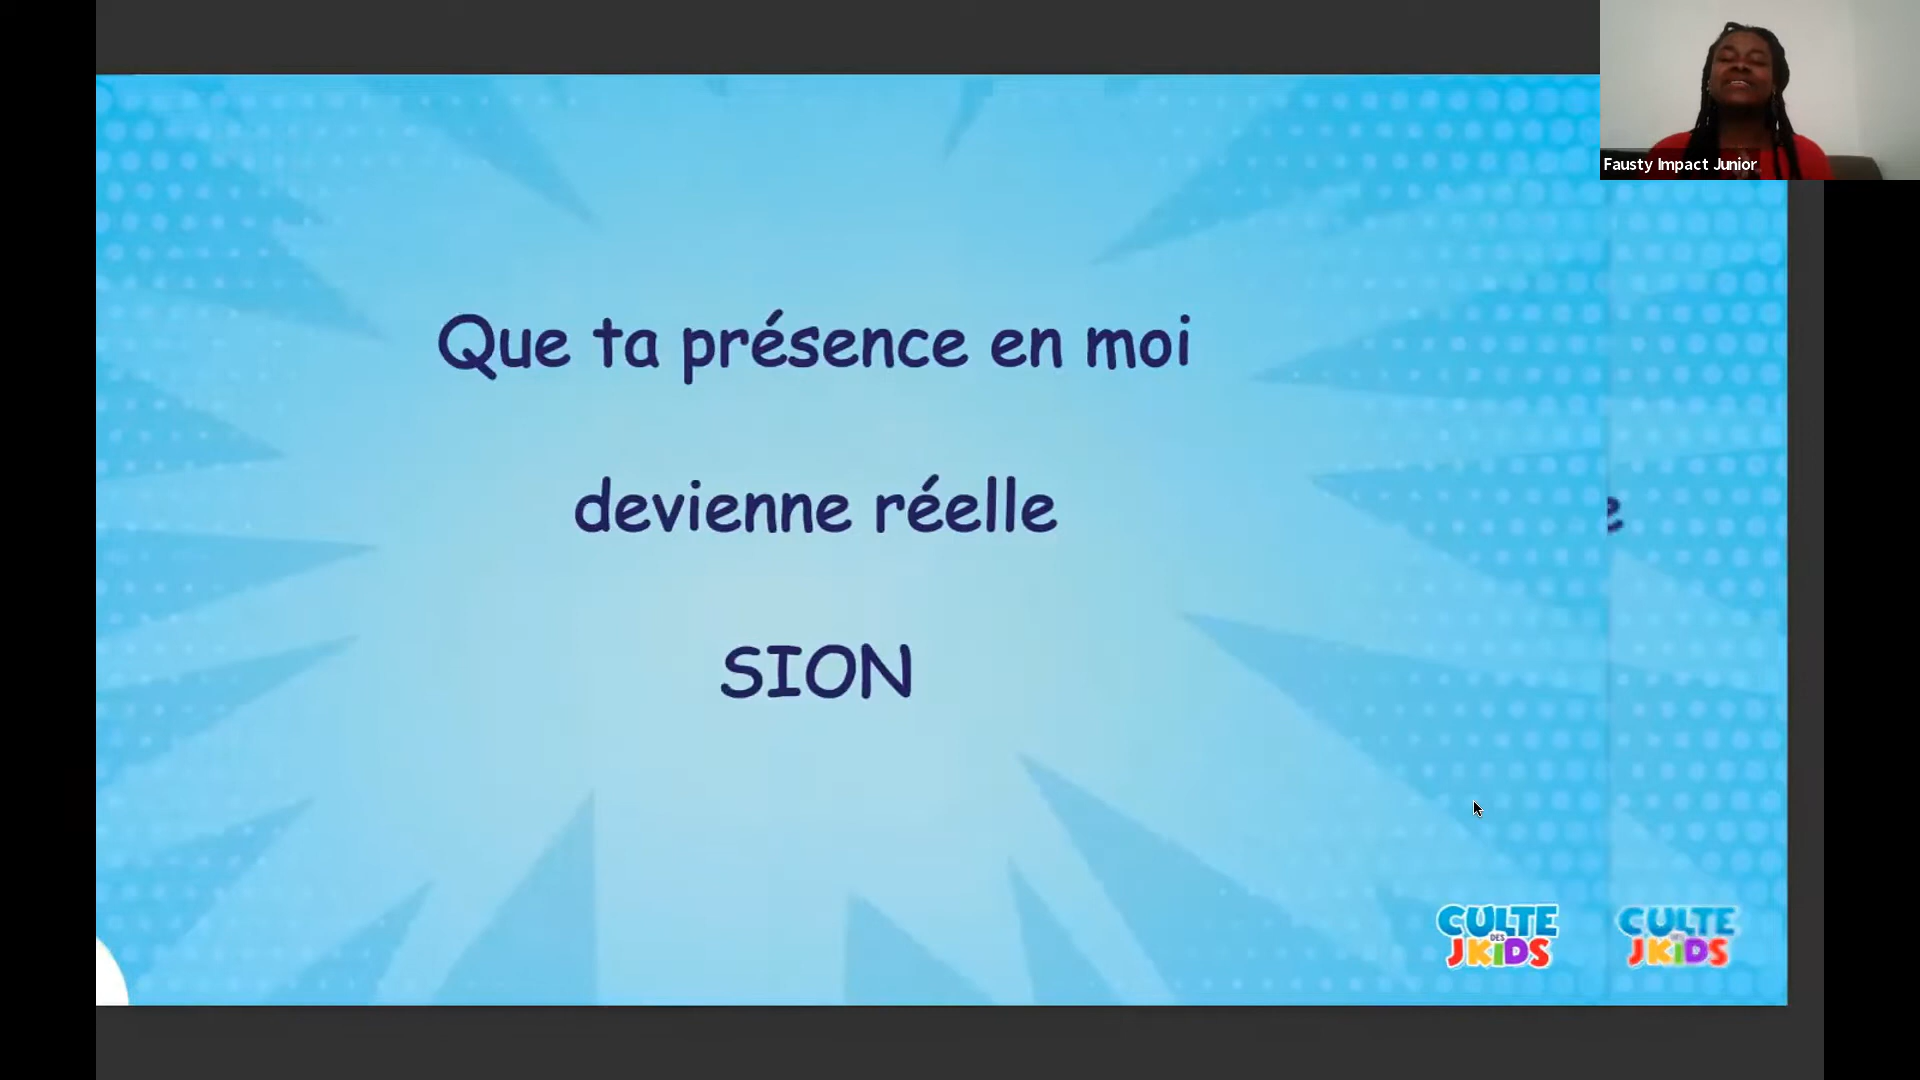 Fausty Impact Junior
Que ta présence en moi
devienne réelle
e
SION
CULTE
DES
JKIDS
CULTE
DES
JKIDS